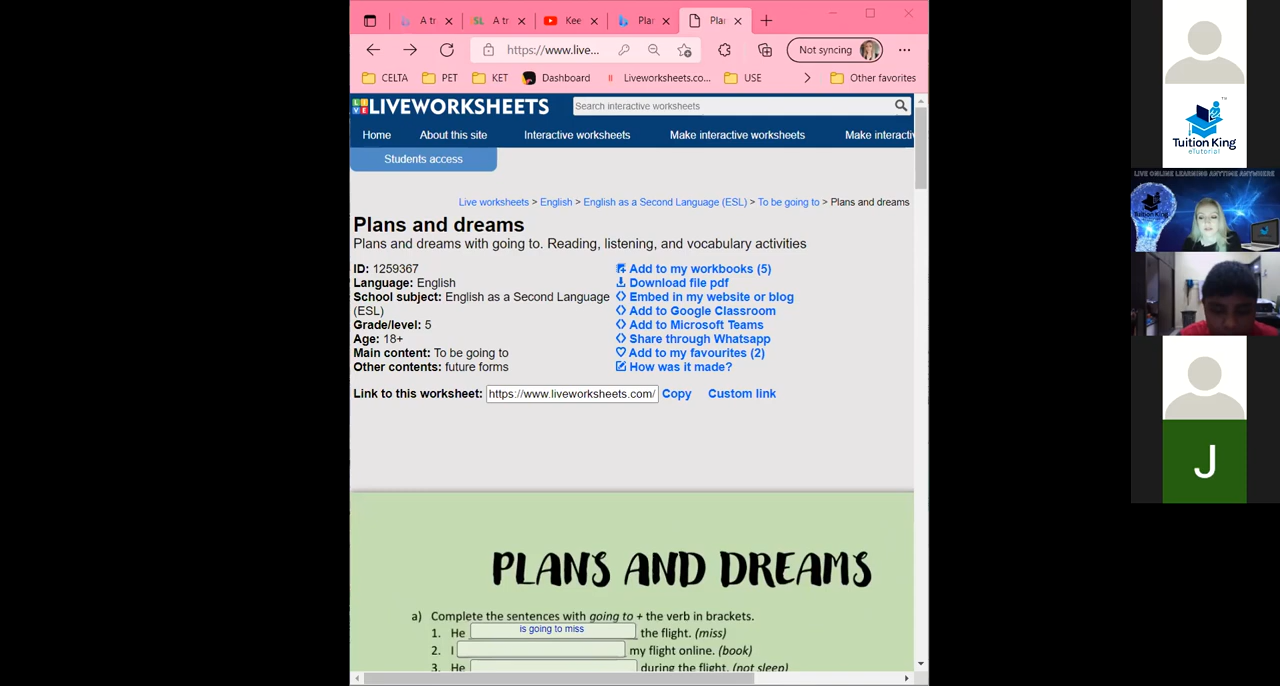 A tr
A tr
Kee
Plar
Plar
https://www.live...
Not syncing
CELTA
PET
KET
Dashboard
Liveworksheets.co...
USE
Other favorites
LIVEWORKSHEETS
Search interactive worksheets
Home
About this site
Interactive worksheets
Make interactive worksheets
Make interacti
Students access
Live worksheets > English > English as a Second Language (ESL) > To be going to > Plans and dreams
Plans and dreams
Plans and dreams with going to. Reading, listening, and vocabulary activities
ID: 1259367
Language: English
School subject: English as a Second Language
(ESL)
Grade/level: 5
Age: 18+
Main content: To be going to
Other contents: future forms
Add to my workbooks (5)
Download file pdf
Embed in my website or blog
Add to Google Classroom
Add to Microsoft Teams
Share through Whatsapp
Add to my favourites (2)
How was it made?
Link to this worksheet: https://www.liveworksheets.com/ Copy Custom link
PLANS AND DREAMS
a) Complete the sentences with going to + the verb in brackets.
1. He is going to miss the flight. (miss)
2. I my flight online. (book)
3. He during the flight. (not sleep)
Tuition King
eTutorial
LIVE ONLINE LEARNING ANYTIME ANYWHERE
J